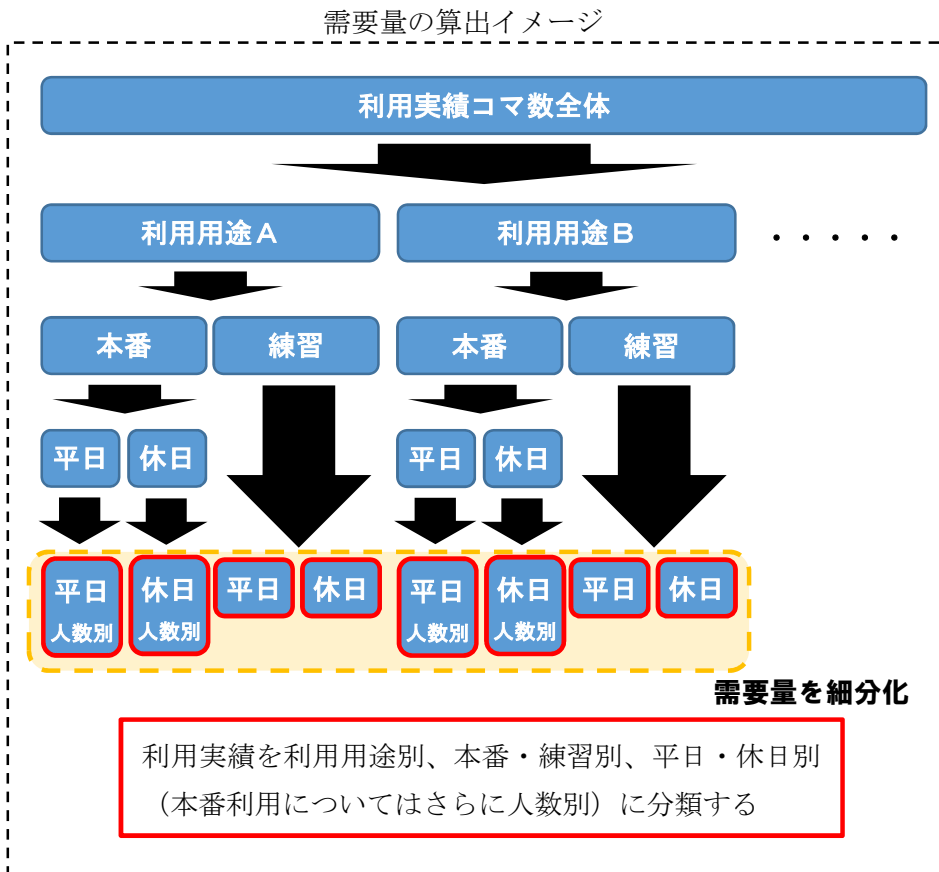 需要量の算出イメージ
利用実績コマ数全体
利用用途A 利用用途B ・・・・・
本番 練習 本番 練習
平日 休日 平日 休日
平日 休日 平日 休日 平日 休日 平日 休日
人数別 人数別 人数別 人数別
需要量を細分化
利用実績を利用用途別、本番・練習別、平日・休日別
（本番利用についてはさらに人数別）に分類する